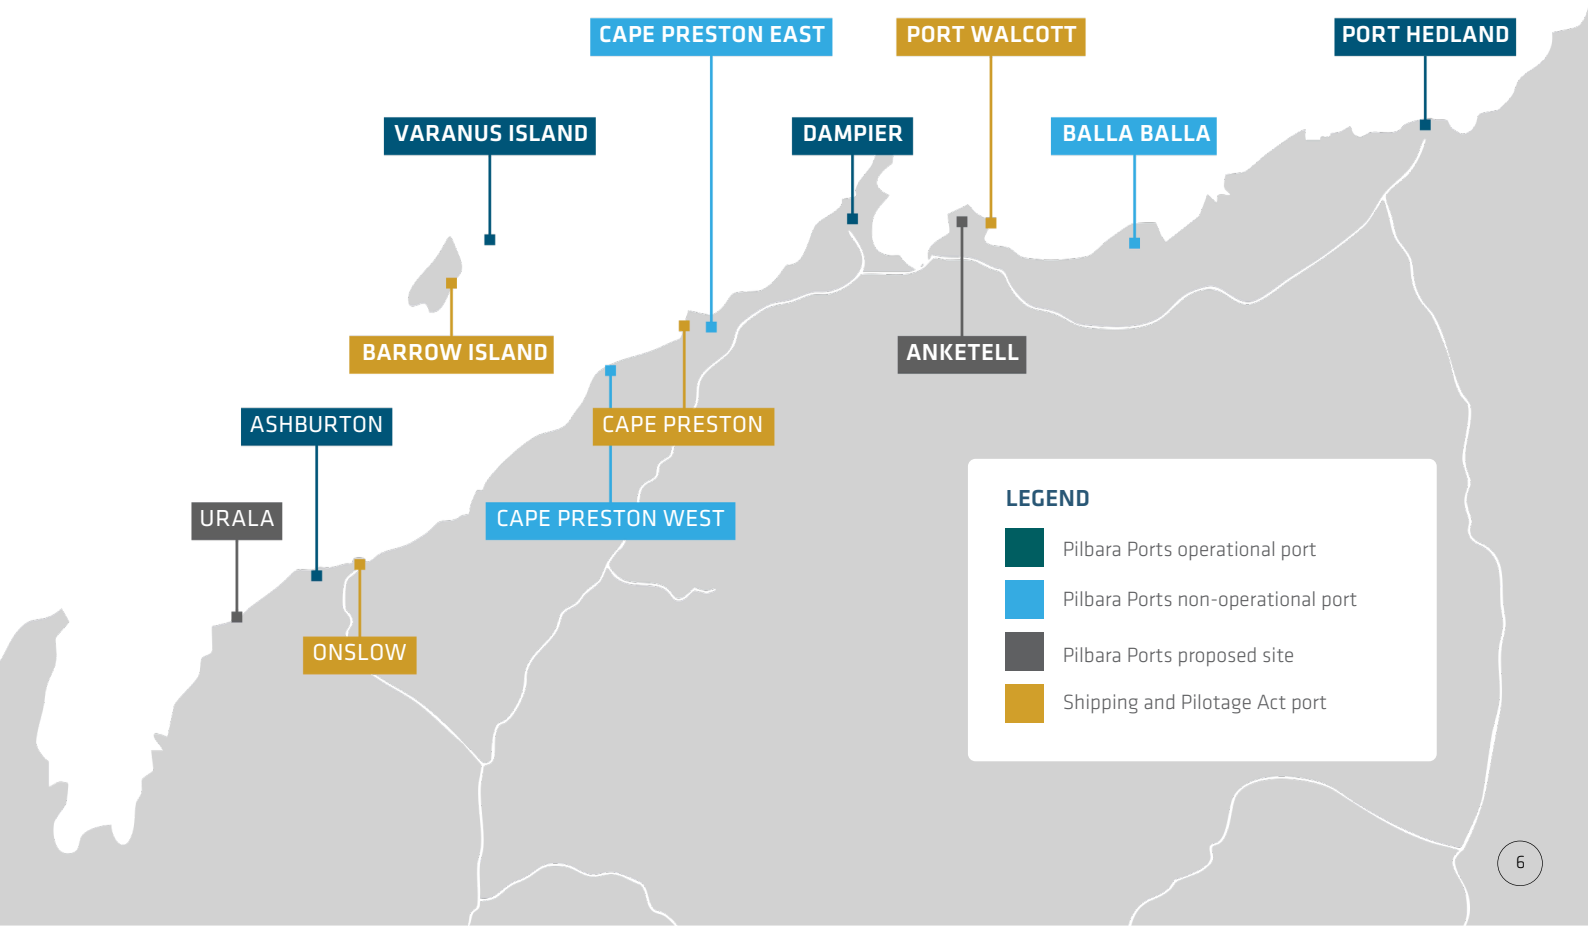 CAPE PRESTON EAST
PORT WALCOTT
PORT HEDLAND
VARANUS ISLAND
DAMPIER
BALLA BALLA
BARROW ISLAND
ANKETELL
ASHBURTON
CAPE PRESTON
URALA
CAPE PRESTON WEST
ONSLOW
LEGEND
Pilbara Ports operational port
Pilbara Ports non-operational port
Pilbara Ports proposed site
Shipping and Pilotage Act port
6